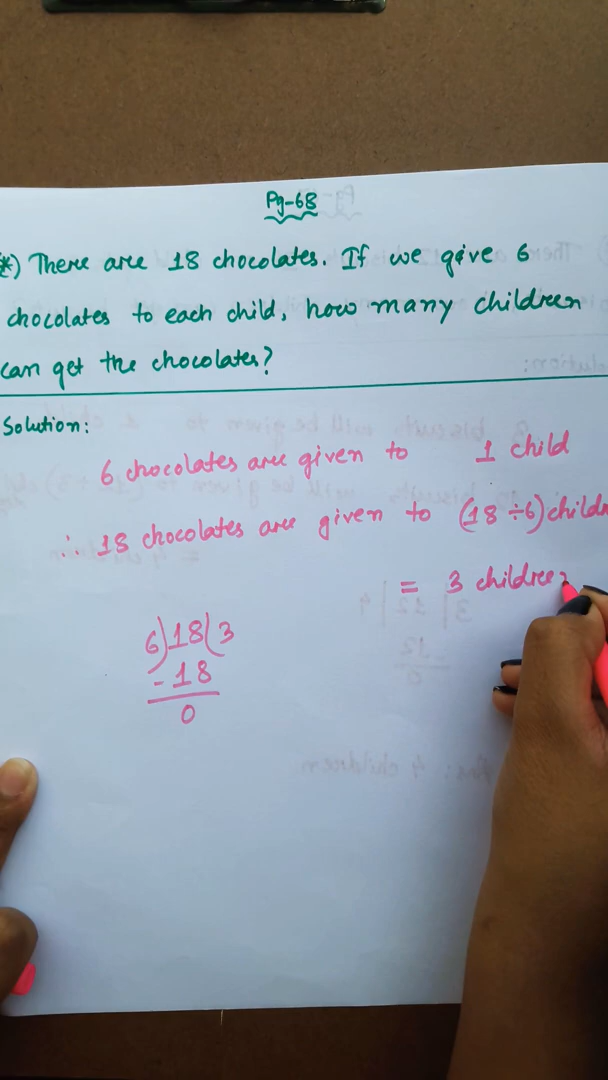 Pg-68
*) There are 18 chocolates. If we give 6
chocolates to each child, how many children
can get the chocolates?
Solution:
6 chocolates are given to 1 child
∴ 18 chocolates are given to (18 ÷ 6) childr
= 3 children
6)18(3
- 18
0